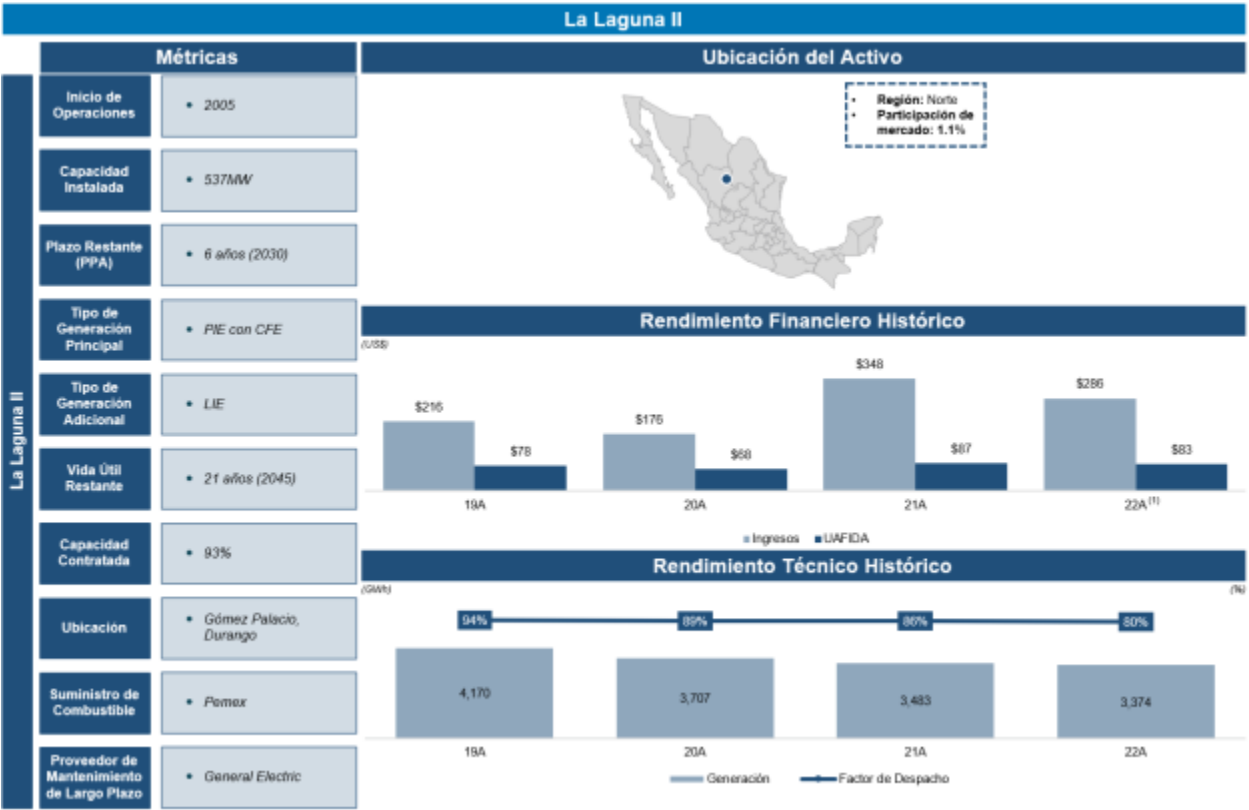 La Laguna II
Métricas
La Laguna II
Inicio de
Operaciones
• 2005
Capacidad
Instalada
• 537MW
Plazo Restante
(PPA)
• 6 años (2030)
Tipo de
Generación
Principal
• PIE con CFE
Tipo de
Generación
Adicional
• LIE
Vida Útil
Restante
• 21 años (2045)
Capacidad
Contratada
• 93%
Ubicación
• Gómez Palacio,
Durango
Suministro de
Combustible
• Pemex
Proveedor de
Mantenimiento
de Largo Plazo
• General Electric
Ubicación del Activo
• Región: Norte
• Participación de
mercado: 1.1%
Rendimiento Financiero Histórico
(US$)
$216 $78 $176 $68 $348 $87 $286 $83
19A 20A 21A 22A(1)
Ingresos UAFIDA
Rendimiento Técnico Histórico
(GWh) (%)
94% 89% 86% 80%
4,170 3,707 3,483 3,374
19A 20A 21A 22A
Generación Factor de Despacho